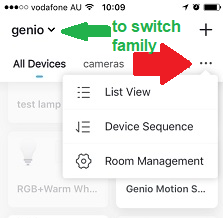 vodafone AU 10:09
genio
to switch
family
All Devices cameras
List View
test lamp
Device Sequence
Room Management
RGB+Warm Wh... Genio Motion S...